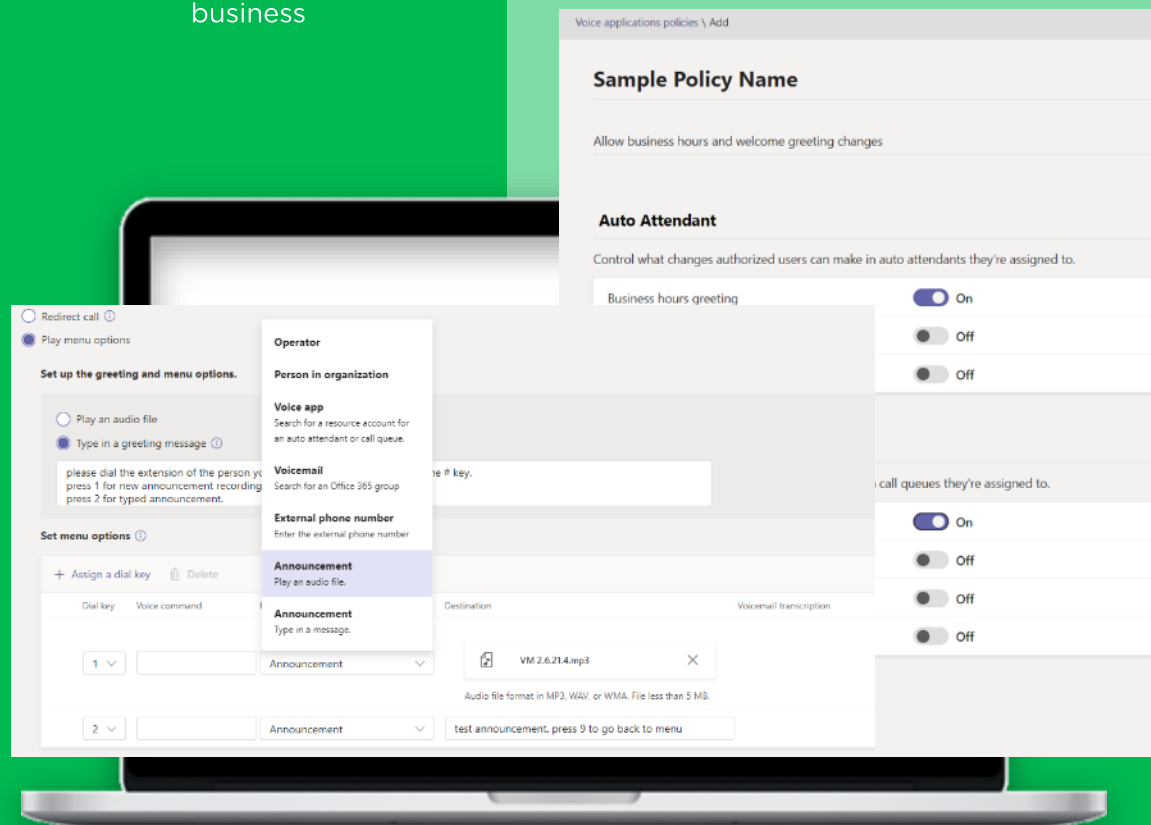 business
Voice applications policies \ Add
Sample Policy Name
Allow business hours and welcome greeting changes
Auto Attendant
Control what changes authorized users can make in auto attendants they're assigned to.
Business hours greeting
On
Off
Off
call queues they're assigned to.
On
Off
Off
Off
Redirect call
Play menu options
Set up the greeting and menu options.
Play an audio file
Type in a greeting message
please dial the extension of the person
# key.
press 1 for new announcement recording
press 2 for typed announcement.
Set menu options
+ Assign a dial key
Delete
Dial key
Voice command
Destination
Voicemail transcription
Operator
Person in organization
Voice app
Search for a resource account for
an auto attendant or call queue.
Voicemail
Search for an Office 365 group
External phone number
Enter the external phone number
Announcement
Play an audio file.
Announcement
Type in a message.
1
Announcement
VM 2.6.21.4.mp3
Audio file format in MP3, WAV, or WMA. File less than 5 MB.
2
Announcement
test announcement, press 9 to go back to menu